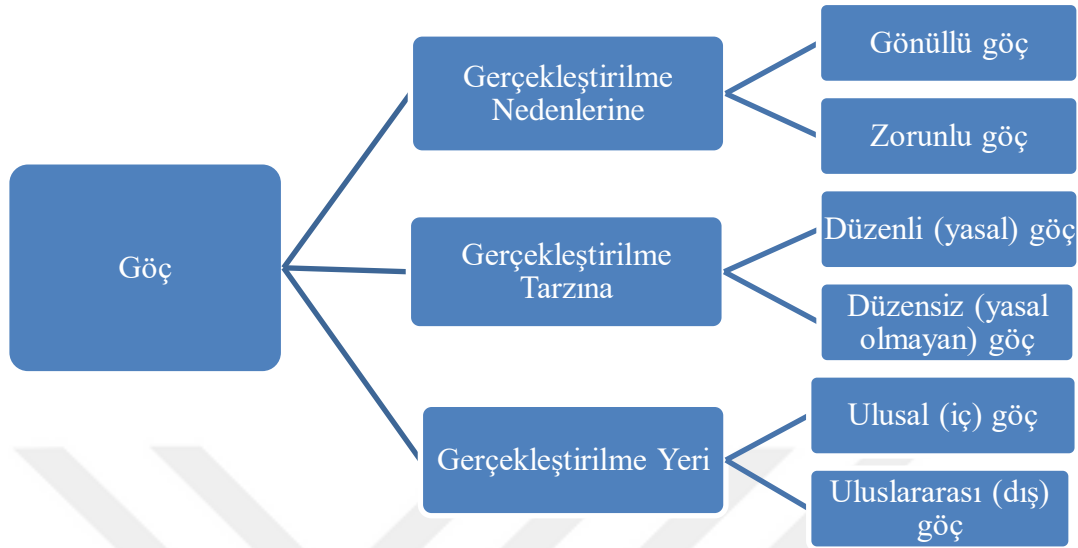 Göç
Gerçekleştirilme
Nedenlerine
Gönüllü göç
Zorunlu göç
Gerçekleştirilme
Tarzına
Düzenli (yasal) göç
Düzensiz (yasal
olmayan) göç
Gerçekleştirilme Yeri
Ulusal (iç) göç
Uluslararası (dış)
göç